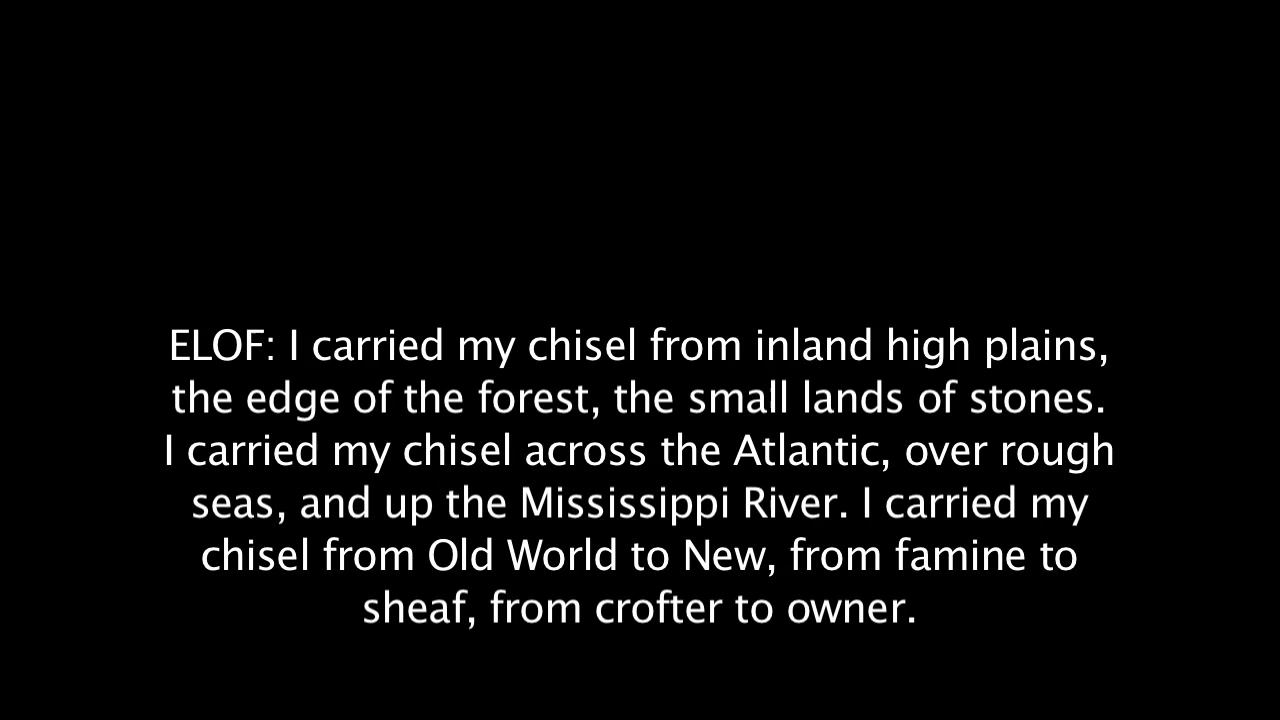 ELOF: I carried my chisel from inland high plains,
the edge of the forest, the small lands of stones.
I carried my chisel across the Atlantic, over rough
seas, and up the Mississippi River. I carried my
chisel from Old World to New, from famine to
sheaf, from crofter to owner.